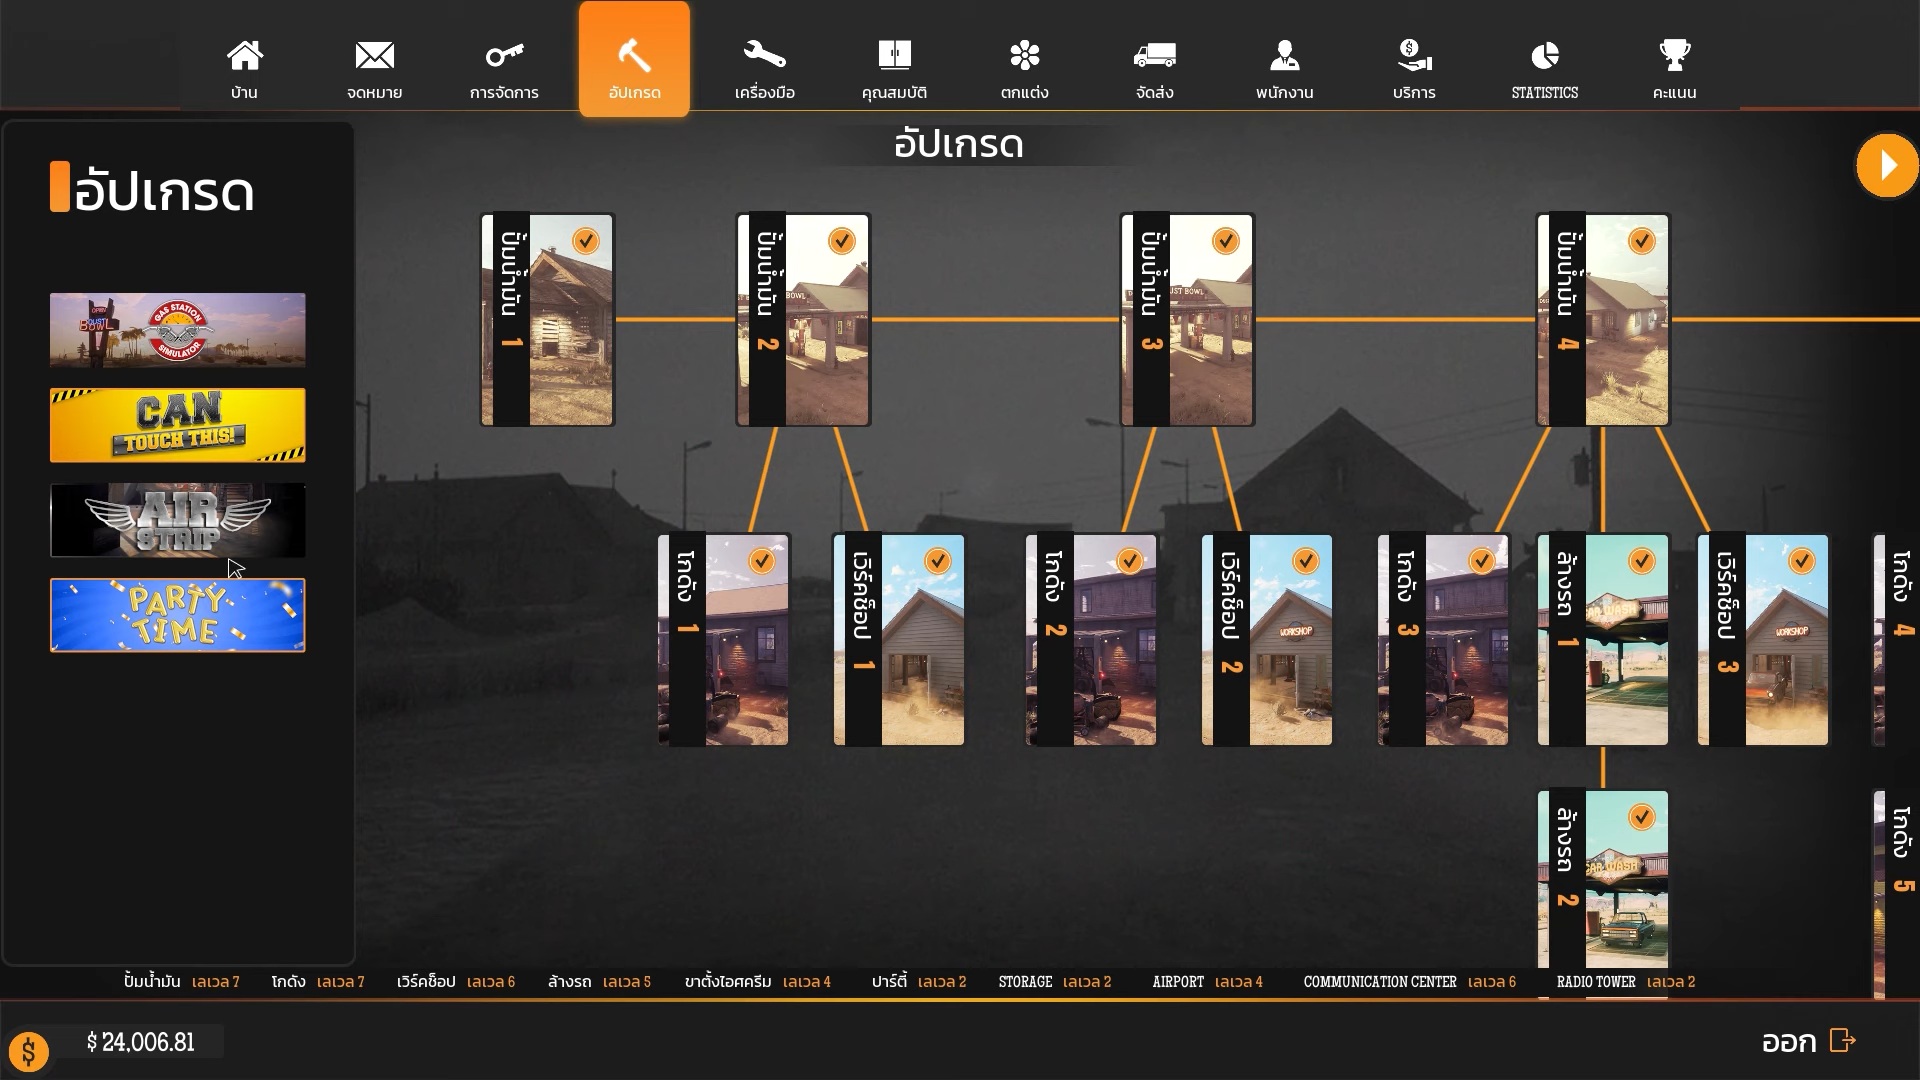 บ้าน จดหมาย การจัดการ อัปเกรด เครื่องมือ คุณสมบัติ ตกแต่ง จัดส่ง พนักงาน บริการ STATISTICS คะแนน
อัปเกรด
อัปเกรด
GAS STATION SIMULATOR
OPEN
DUST BOWL
CAN
TOUCH THIS!
AIR
STRIP
PARTY
TIME
ปั๊มน้ำมัน 1
ปั๊มน้ำมัน 2
ปั๊มน้ำมัน 3
ปั๊มน้ำมัน 4
โกดัง 1
เวิร์คช็อป 1
โกดัง 2
เวิร์คช็อป 2
WORKSHOP
โกดัง 3
ล้างรถ 1
CAR WASH
เวิร์คช็อป 3
WORKSHOP
โกดัง 4
ล้างรถ 2
CAR WASH
โกดัง 5
ปั้มน้ำมัน เลเวล 7 โกดัง เลเวล 7 เวิร์คช็อป เลเวล 6 ล้างรถ เลเวล 5 ขาตั้งไอศครีม เลเวล 4 ปาร์ตี้ เลเวล 2 STORAGE เลเวล 2 AIRPORT เลเวล 4 COMMUNICATION CENTER เลเวล 6 RADIO TOWER เลเวล 2
$ 24,006.81
ออก